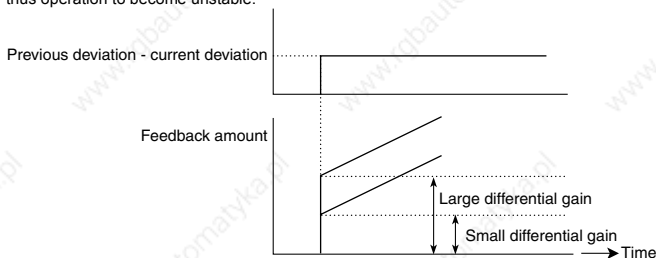 thus operation to become unstable.
Previous deviation - current deviation
Feedback amount
Large differential gain
Small differential gain
Time